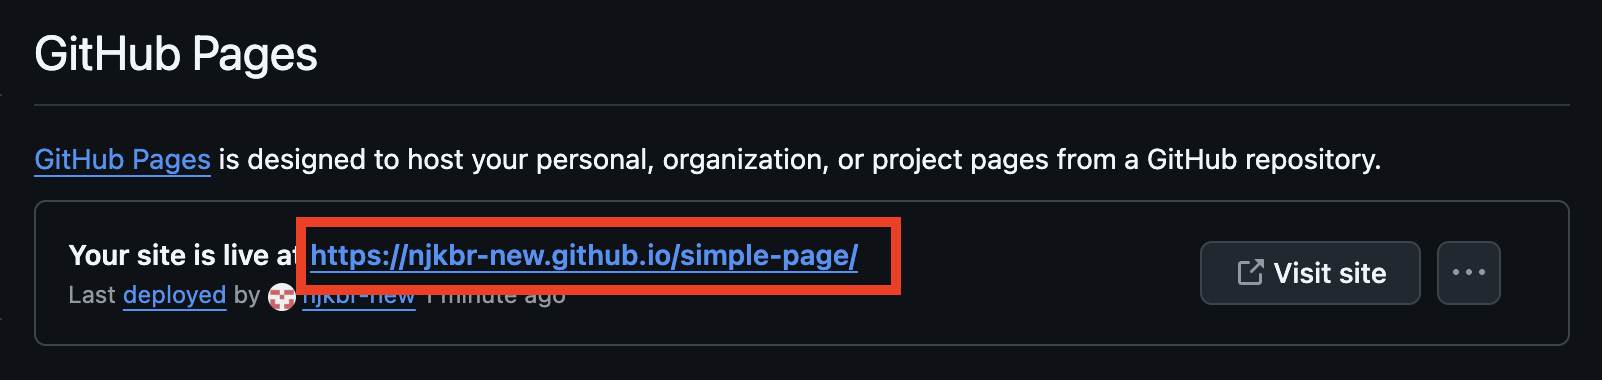 GitHub Pages
GitHub Pages is designed to host your personal, organization, or project pages from a GitHub repository.
Your site is live at https://njkbr-new.github.io/simple-page/
Last deployed by njkbr-new 1 minute ago
Visit site